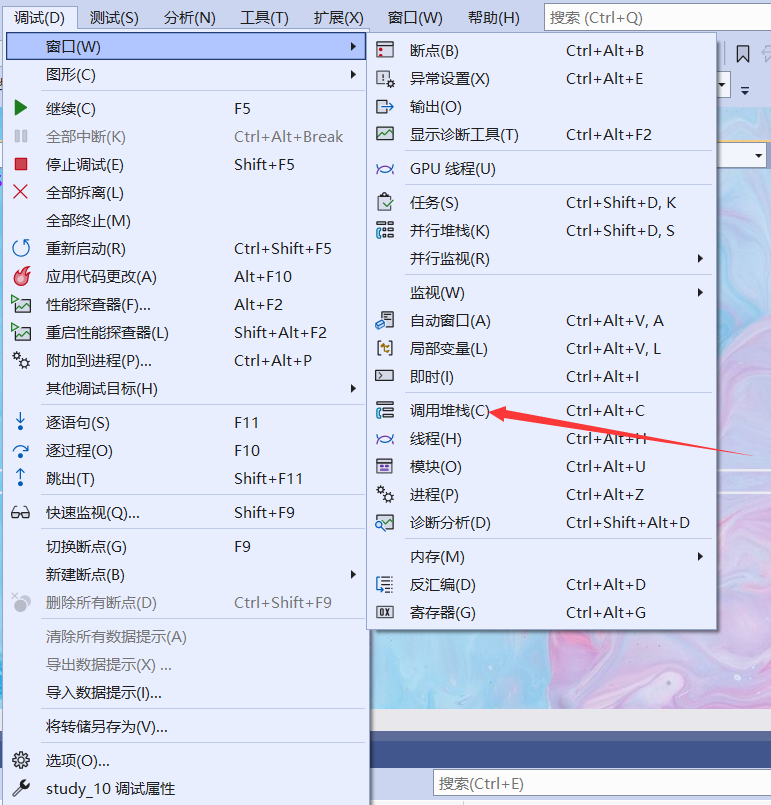 调试(D) 测试(S) 分析(N) 工具(T) 扩展(X) 窗口(W) 帮助(H) 搜索 (Ctrl+Q)
窗口(W)
图形(C)
继续(C) F5
全部中断(K) Ctrl+Alt+Break
停止调试(E) Shift+F5
全部拆离(L)
全部终止(M)
重新启动(R) Ctrl+Shift+F5
应用代码更改(A) Alt+F10
性能探查器(F)... Alt+F2
重启性能探查器(L) Shift+Alt+F2
附加到进程(P)... Ctrl+Alt+P
其他调试目标(H)
逐语句(S) F11
逐过程(O) F10
跳出(T) Shift+F11
快速监视(Q)... Shift+F9
切换断点(G) F9
新建断点(B)
删除所有断点(D) Ctrl+Shift+F9
清除所有数据提示(A)
导出数据提示(X) ...
导入数据提示(I)...
将转储另存为(V)...
选项(O)...
study_10 调试属性
断点(B) Ctrl+Alt+B
异常设置(X) Ctrl+Alt+E
输出(O)
显示诊断工具(T) Ctrl+Alt+F2
GPU 线程(U)
任务(S) Ctrl+Shift+D, K
并行堆栈(K) Ctrl+Shift+D, S
并行监视(R)
监视(W)
自动窗口(A) Ctrl+Alt+V, A
局部变量(L) Ctrl+Alt+V, L
即时(I) Ctrl+Alt+I
调用堆栈(C) Ctrl+Alt+C
线程(H) Ctrl+Alt+H
模块(O) Ctrl+Alt+U
进程(P) Ctrl+Alt+Z
诊断分析(D) Ctrl+Shift+Alt+D
内存(M)
反汇编(D) Ctrl+Alt+D
寄存器(G) Ctrl+Alt+G
搜索(Ctrl+E)